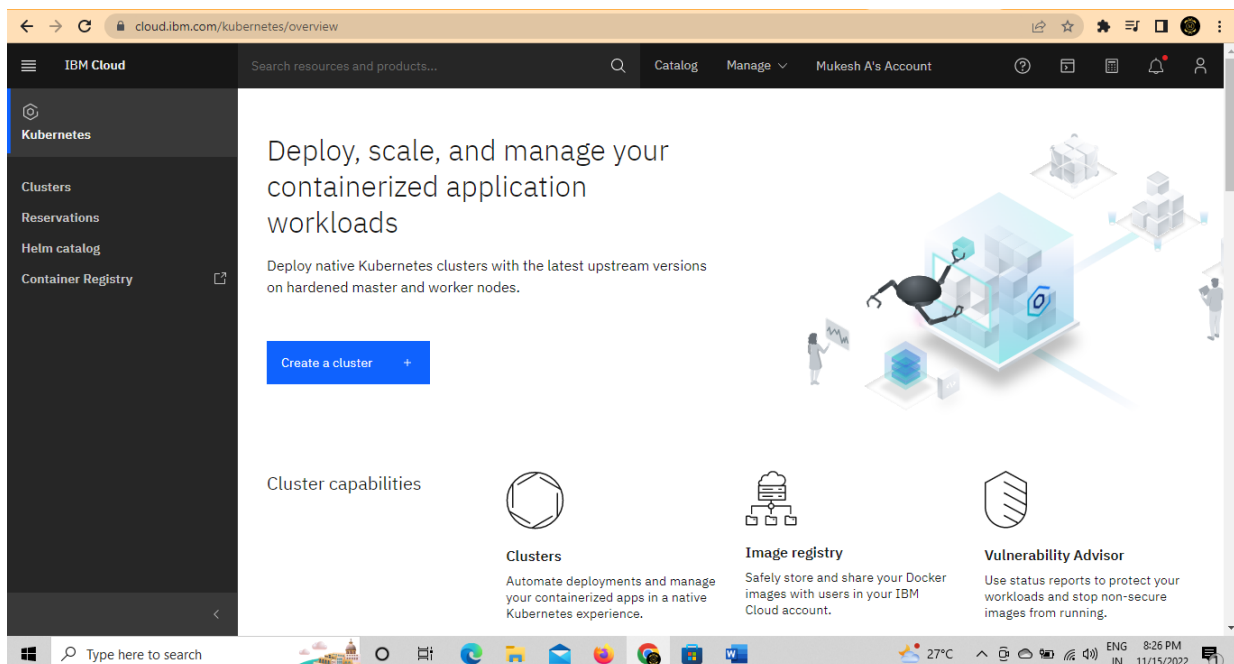 cloud.ibm.com/kubernetes/overview
IBM Cloud
Search resources and products...
Catalog
Manage
Mukesh A's Account
Kubernetes
Clusters
Reservations
Helm catalog
Container Registry
Deploy, scale, and manage your
containerized application
workloads
Deploy native Kubernetes clusters with the latest upstream versions
on hardened master and worker nodes.
Create a cluster +
Cluster capabilities
Clusters
Automate deployments and manage
your containerized apps in a native
Kubernetes experience.
Image registry
Safely store and share your Docker
images with users in your IBM
Cloud account.
Vulnerability Advisor
Use status reports to protect your
workloads and stop non-secure
images from running.
Type here to search
27°C
ENG
IN
8:26 PM
11/15/2022